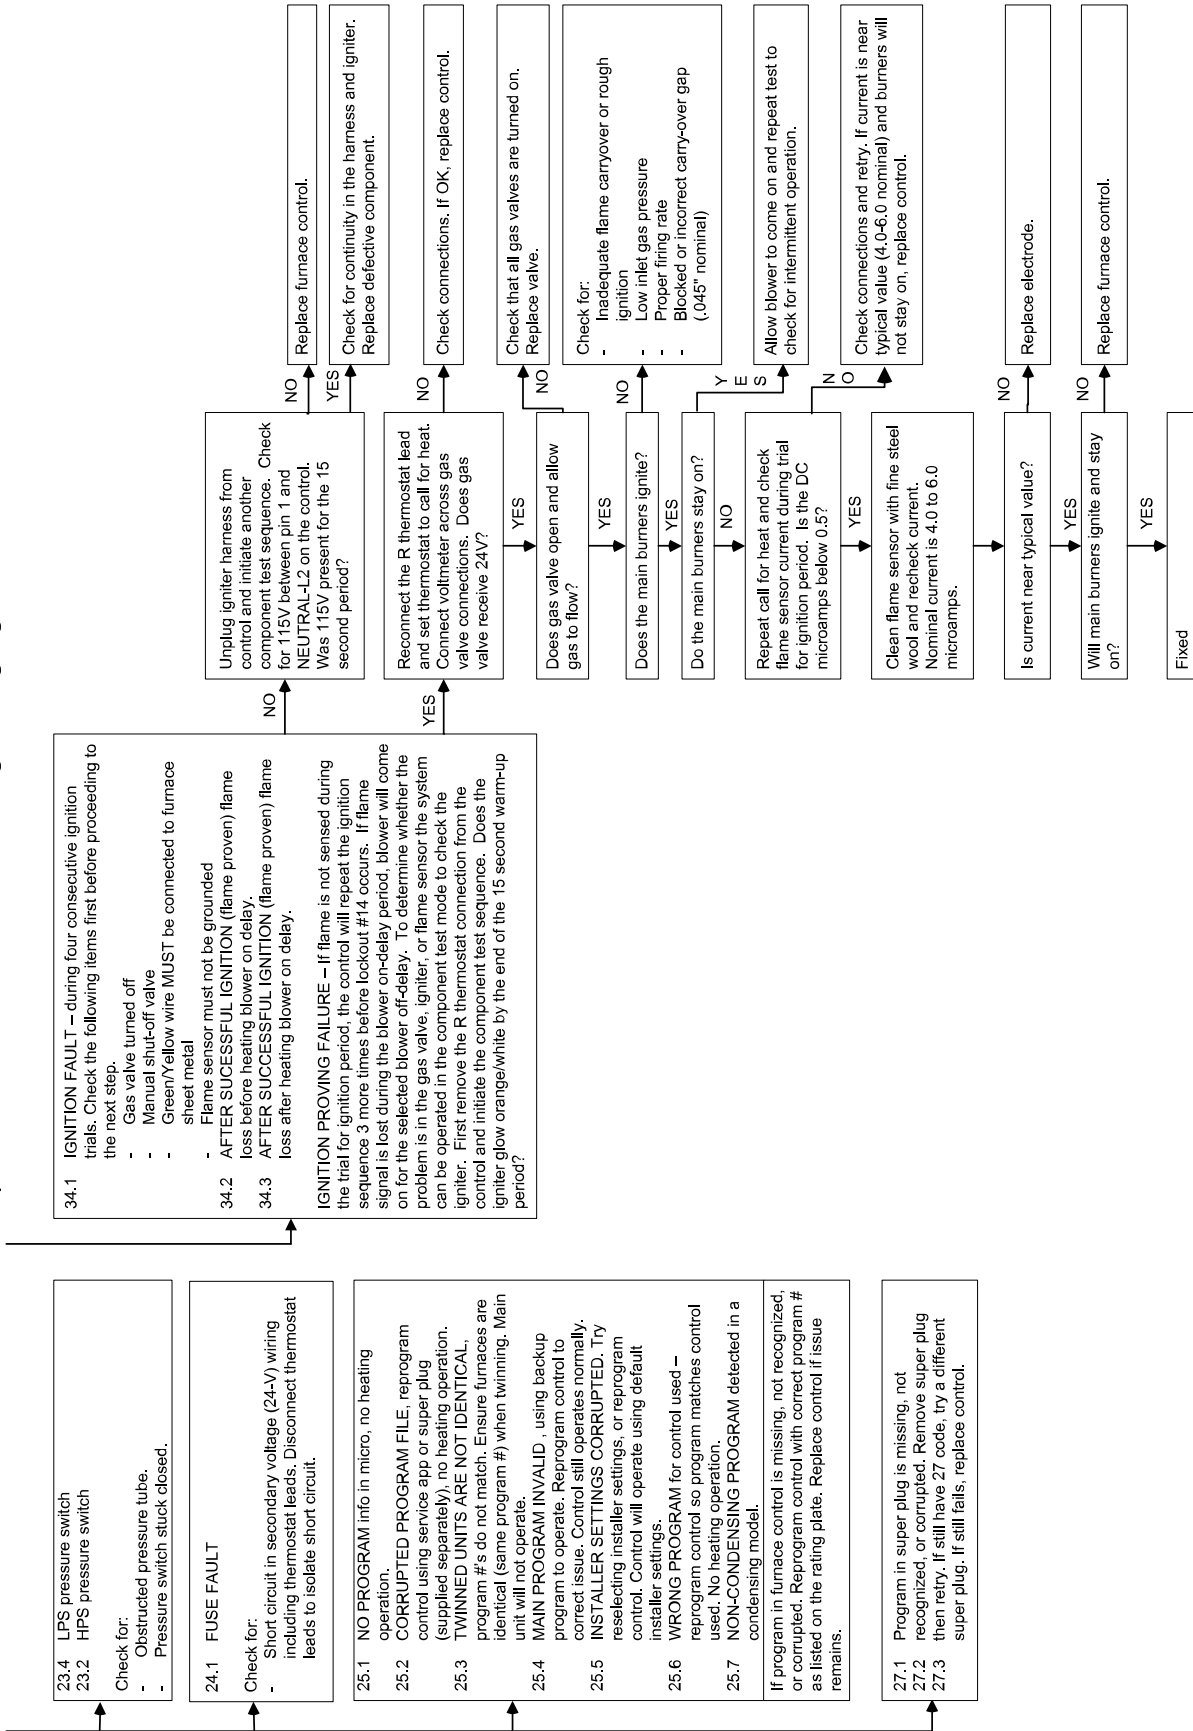 23.4 LPS pressure switch
23.2 HPS pressure switch
Check for:
- Obstructed pressure tube.
- Pressure switch stuck closed.
24.1 FUSE FAULT
Check for:
- Short circuit in secondary voltage (24-V) wiring
including thermostat leads. Disconnect thermostat
leads to isolate short circuit.
25.1 NO PROGRAM info in micro, no heating
operation.
25.2 CORRUPTED PROGRAM FILE, reprogram
control using service app or super plug
(supplied separately), no heating operation.
25.3 TWINNED UNITS ARE NOT IDENTICAL,
program #'s do not match. Ensure furnaces are
identical (same program #) when twinning. Main
unit will not operate.
25.4 MAIN PROGRAM INVALID , using backup
program to operate. Reprogram control to
correct issue. Control still operates normally.
25.5 INSTALLER SETTINGS CORRUPTED. Try
reselecting installer settings, or reprogram
control. Control will operate using default
installer settings.
25.6 WRONG PROGRAM for control used –
reprogram control so program matches control
used. No heating operation.
25.7 NON-CONDENSING PROGRAM detected in a
condensing model.
If program in furnace control is missing, not recognized,
or corrupted. Reprogram control with correct program #
as listed on the rating plate. Replace control if issue
remains.
27.1 Program in super plug is missing, not
27.2 recognized, or corrupted. Remove super plug
27.3 then retry. If still have 27 code, try a different
super plug. If still fails, replace control.
34.1 IGNITION FAULT – during four consecutive ignition
trials. Check the following items first before proceeding to
the next step.
- Gas valve turned off
- Manual shut-off valve
- Green/Yellow wire MUST be connected to furnace
sheet metal
- Flame sensor must not be grounded
34.2 AFTER SUCESSFUL IGNITION (flame proven) flame
loss before heating blower on delay.
34.3 AFTER SUCCESSFUL IGNITION (flame proven) flame
loss after heating blower on delay.
IGNITION PROVING FAILURE – If flame is not sensed during
the trial for ignition period, the control will repeat the ignition
sequence 3 more times before lockout #14 occurs. If flame
signal is lost during the blower on-delay period, blower will come
on for the selected blower off-delay. To determine whether the
problem is in the gas valve, igniter, or flame sensor the system
can be operated in the component test mode to check the
igniter. First remove the R thermostat connection from the
control and initiate the component test sequence. Does the
igniter glow orange/white by the end of the 15 second warm-up
period?
NO
Unplug igniter harness from
control and initiate another
component test sequence. Check
for 115V between pin 1 and
NEUTRAL-L2 on the control.
Was 115V present for the 15
second period?
NO
Replace furnace control.
YES
Check for continuity in the harness and igniter.
Replace defective component.
YES
Reconnect the R thermostat lead
and set thermostat to call for heat.
Connect voltmeter across gas
valve connections. Does gas
valve receive 24V?
NO
Check connections. If OK, replace control.
YES
Does gas valve open and allow
gas to flow?
NO
Check that all gas valves are turned on.
Replace valve.
YES
Does the main burners ignite?
NO
Check for:
- Inadequate flame carryover or rough
ignition
- Low inlet gas pressure
- Proper firing rate
- Blocked or incorrect carry-over gap
(.045" nominal)
YES
Do the main burners stay on?
YES
Allow blower to come on and repeat test to
check for intermittent operation.
NO
Repeat call for heat and check
flame sensor current during trial
for ignition period. Is the DC
microamps below 0.5?
NO
Check connections and retry. If current is near
typical value (4.0-6.0 nominal) and burners will
not stay on, replace control.
YES
Clean flame sensor with fine steel
wool and recheck current.
Nominal current is 4.0 to 6.0
microamps.
Is current near typical value?
NO
Replace electrode.
YES
Will main burners ignite and stay
on?
NO
Replace furnace control.
YES
Fixed